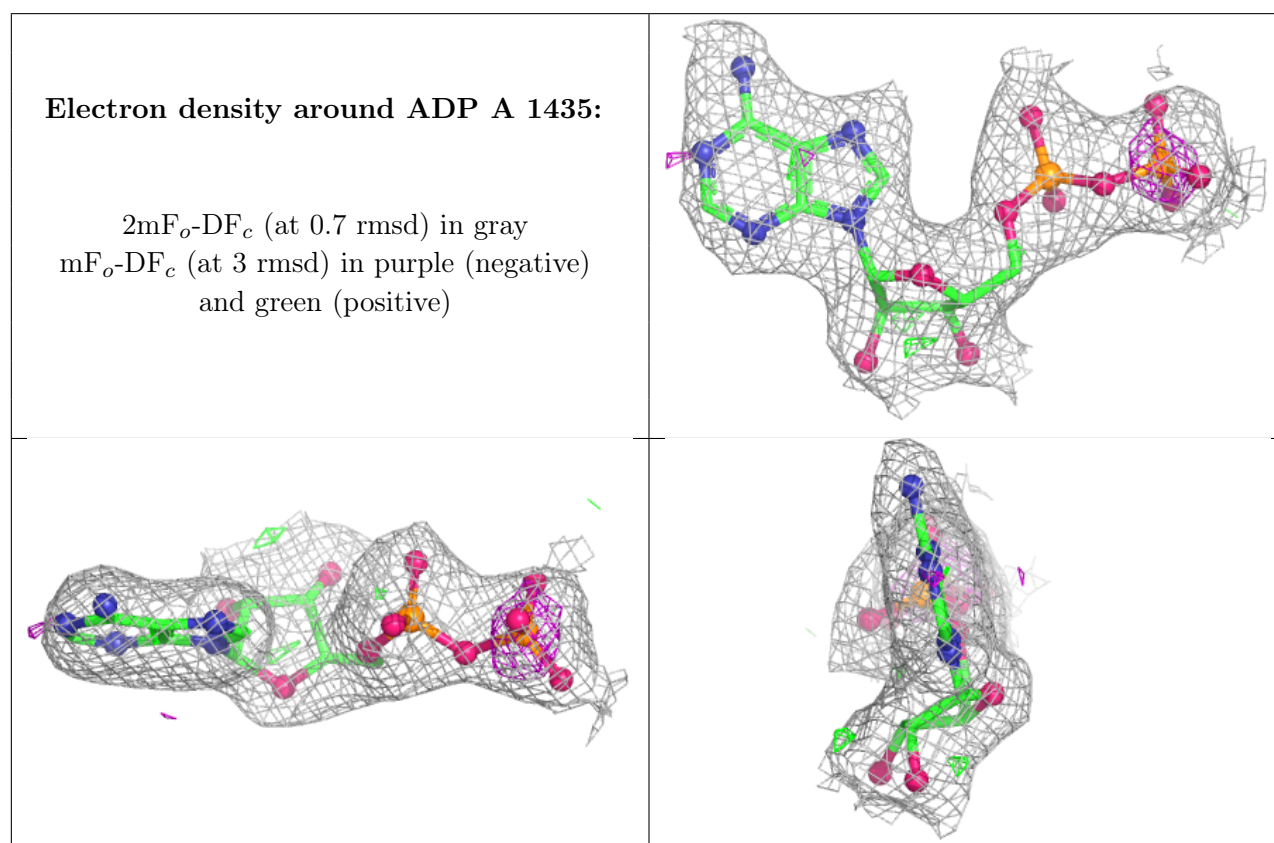 Electron density around ADP A 1435:
2mFo-DFc (at 0.7 rmsd) in gray
mFo-DFc (at 3 rmsd) in purple (negative)
and green (positive)